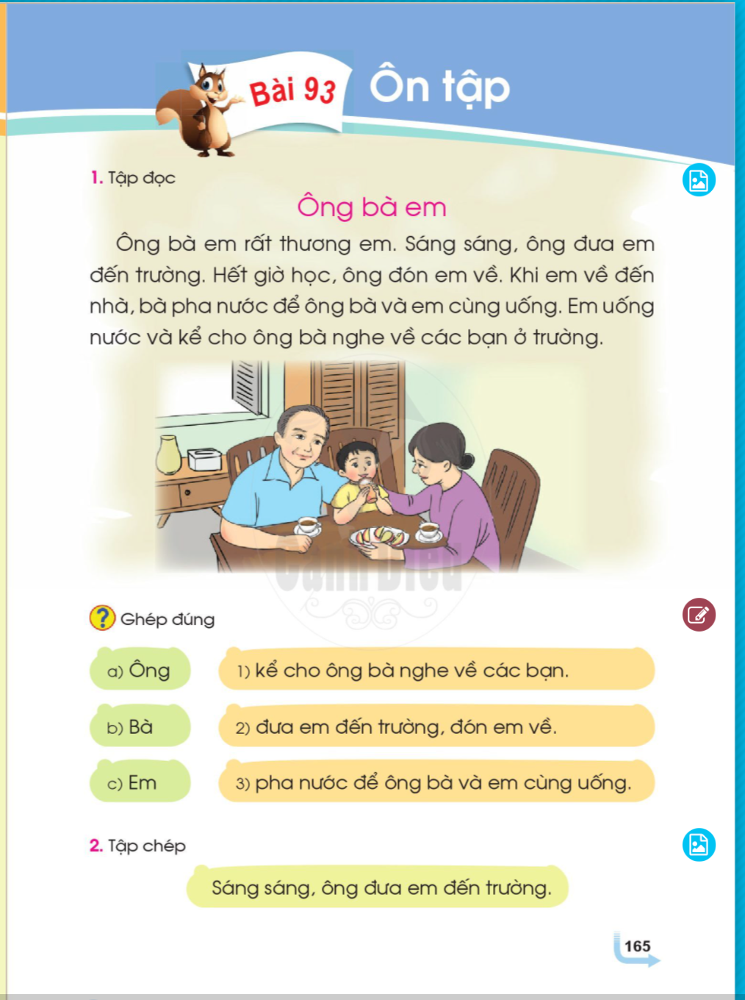 Bài 93
Ôn tập
1. Tập đọc
Ông bà em
Ông bà em rất thương em. Sáng sáng, ông đưa em
đến trường. Hết giờ học, ông đón em về. Khi em về đến
nhà, bà pha nước để ông bà và em cùng uống. Em uống
nước và kể cho ông bà nghe về các bạn ở trường.
Cánh Diều
? Ghép đúng
a) Ông
1) kể cho ông bà nghe về các bạn.
b) Bà
2) đưa em đến trường, đón em về.
c) Em
3) pha nước để ông bà và em cùng uống.
2. Tập chép
Sáng sáng, ông đưa em đến trường.
165